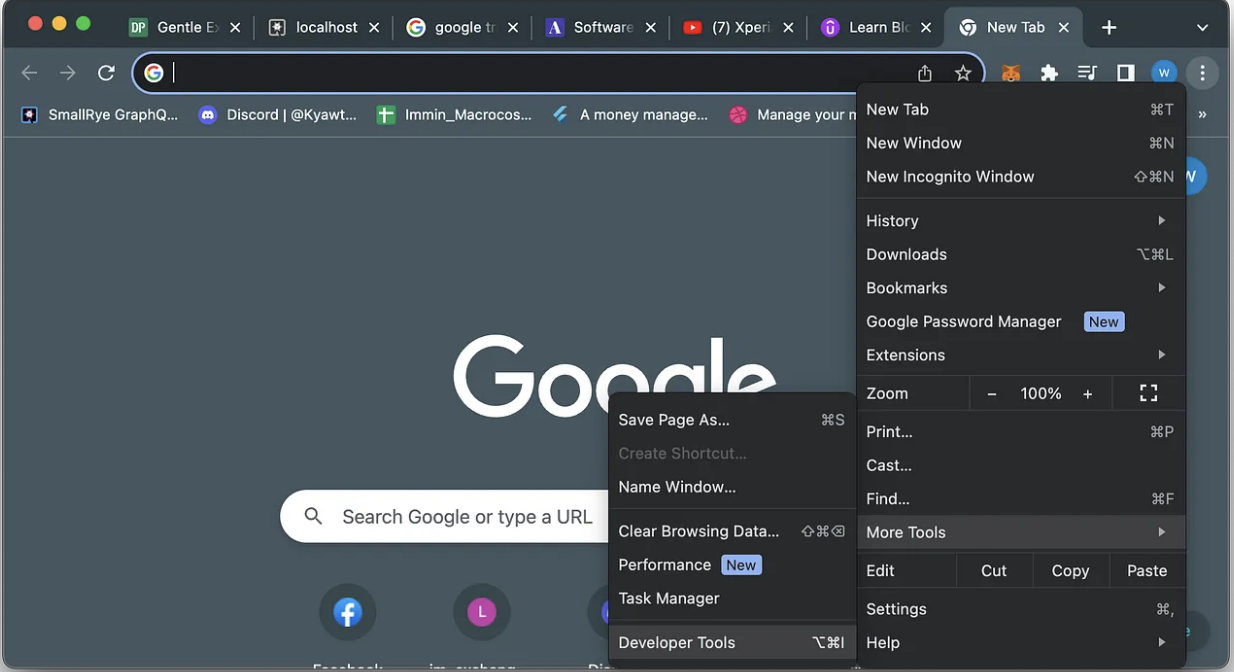 DP Gentle Ex
localhost
google tr
Software
(7) Xperi
Learn Blo
New Tab
W
SmallRye GraphQ...
Discord | @Kyawt...
Immin_Macrocos...
A money manage...
Manage your m
»
New Tab ⌘T
New Window ⌘N
New Incognito Window ⇧⌘N
W
History
Downloads ⌥⌘L
Bookmarks
Google Password Manager New
Extensions
Zoom − 100% +
Print... ⌘P
Cast...
Find... ⌘F
More Tools
Edit Cut Copy Paste
Settings ⌘,
Help
Google
Save Page As... ⌘S
Create Shortcut...
Name Window...
Clear Browsing Data... ⇧⌘⌫
Performance New
Task Manager
Developer Tools ⌥⌘I
Search Google or type a URL
L
Facebook